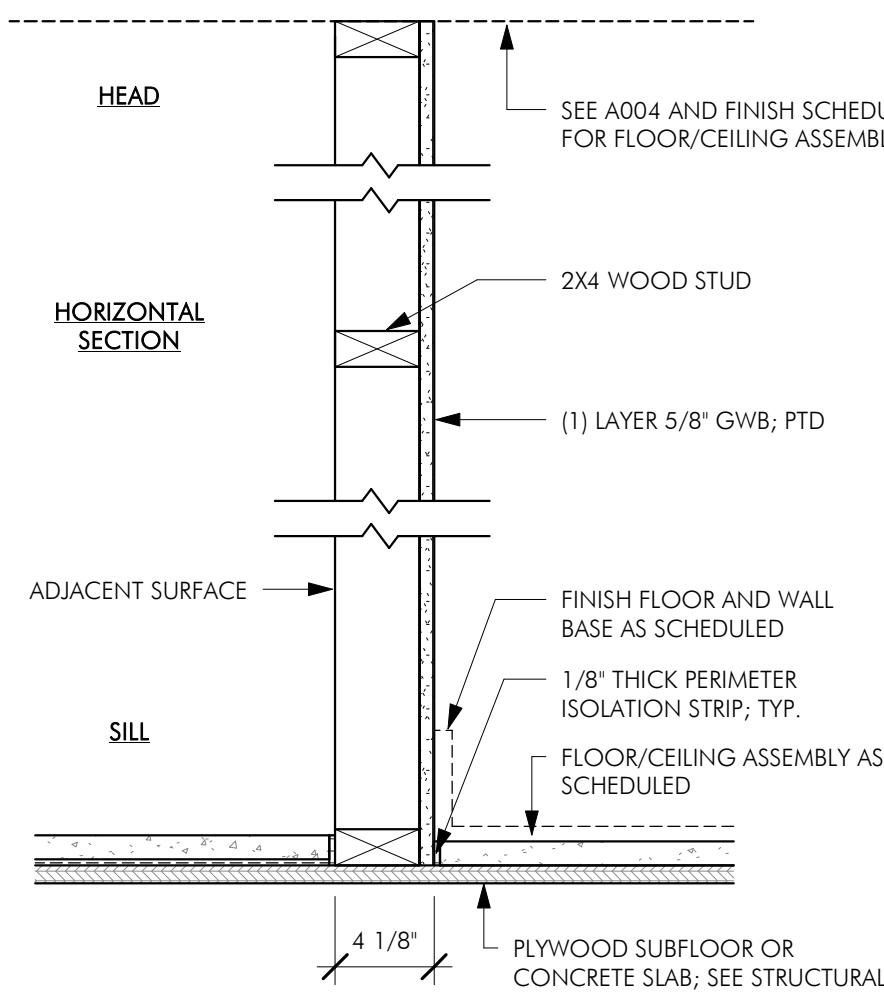 HEAD
SEE A004 AND FINISH
FOR FLOOR/CEILING
2X4 WOOD STUD
HORIZONTAL
SECTION
(1) LAYER 5/8" GWB; PTD
ADJACENT SURFACE
FINISH FLOOR AND WALL
BASE AS SCHEDULED
1/8" THICK PERIMETER
ISOLATION STRIP; TYP.
SILL
FLOOR/CEILING ASSEMBLY AS
SCHEDULED
4 1/8"
PLYWOOD SUBFLOOR OR
CONCRETE SLAB; SEE STRUCTURAL